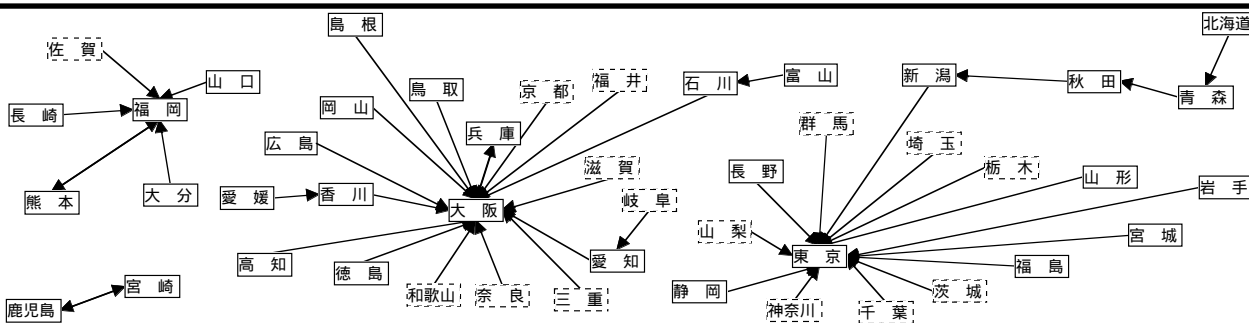 島　根
北海道
佐　賀
山　口
長　崎
福　岡
熊　本
大　分
宮　崎
鹿児島
鳥　取
京　都
福　井
石　川
富　山
岡　山
兵　庫
広　島
滋　賀
愛　媛
香　川
大　阪
岐　阜
高　知
徳　島
愛　知
和歌山
奈　良
三　重
新　潟
秋　田
青　森
群　馬
埼　玉
栃　木
長　野
山　形
岩　手
山　梨
宮　城
東　京
福　島
静　岡
茨　城
神奈川
千　葉